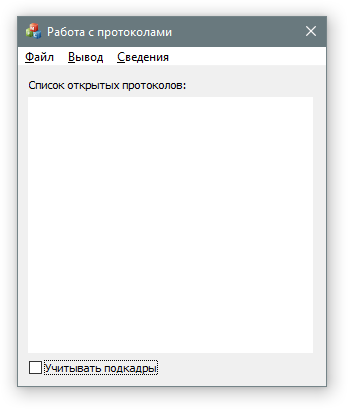 Работа с протоколами
Файл Вывод Сведения
Список открытых протоколов:
Учитывать подкадры